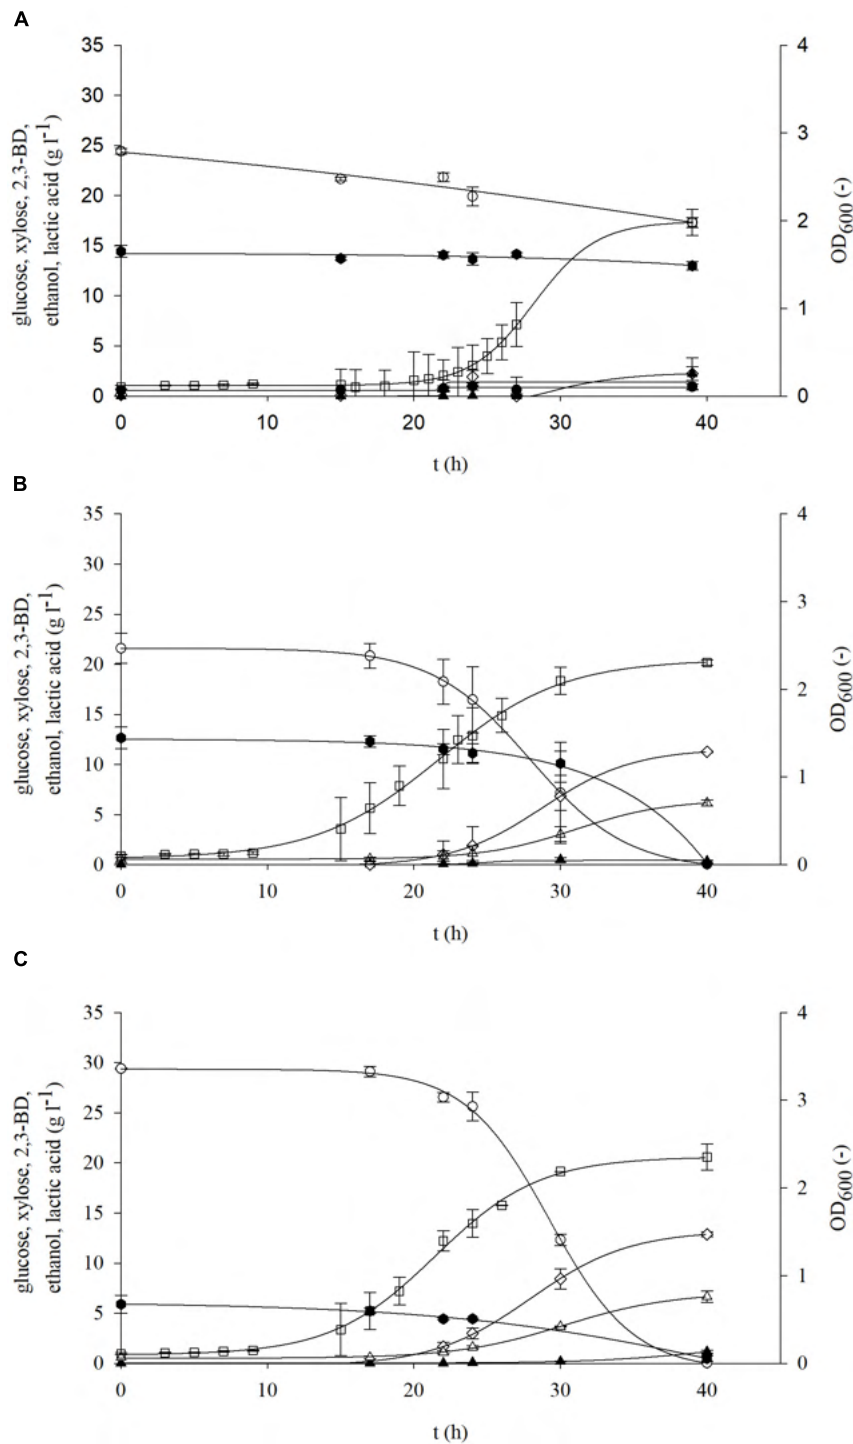 A
glucose, xylose, 2,3-BD,
ethanol, lactic acid (g l-1)
35
30
25
20
15
10
5
0
4
3
2
1
0
OD600 (-)
0 10 20 30 40
t (h)
B
glucose, xylose, 2,3-BD,
ethanol, lactic acid (g l-1)
35
30
25
20
15
10
5
0
4
3
2
1
0
OD600 (-)
0 10 20 30 40
t (h)
C
glucose, xylose, 2,3-BD,
ethanol, lactic acid (g l-1)
35
30
25
20
15
10
5
0
4
3
2
1
0
OD600 (-)
0 10 20 30 40
t (h)